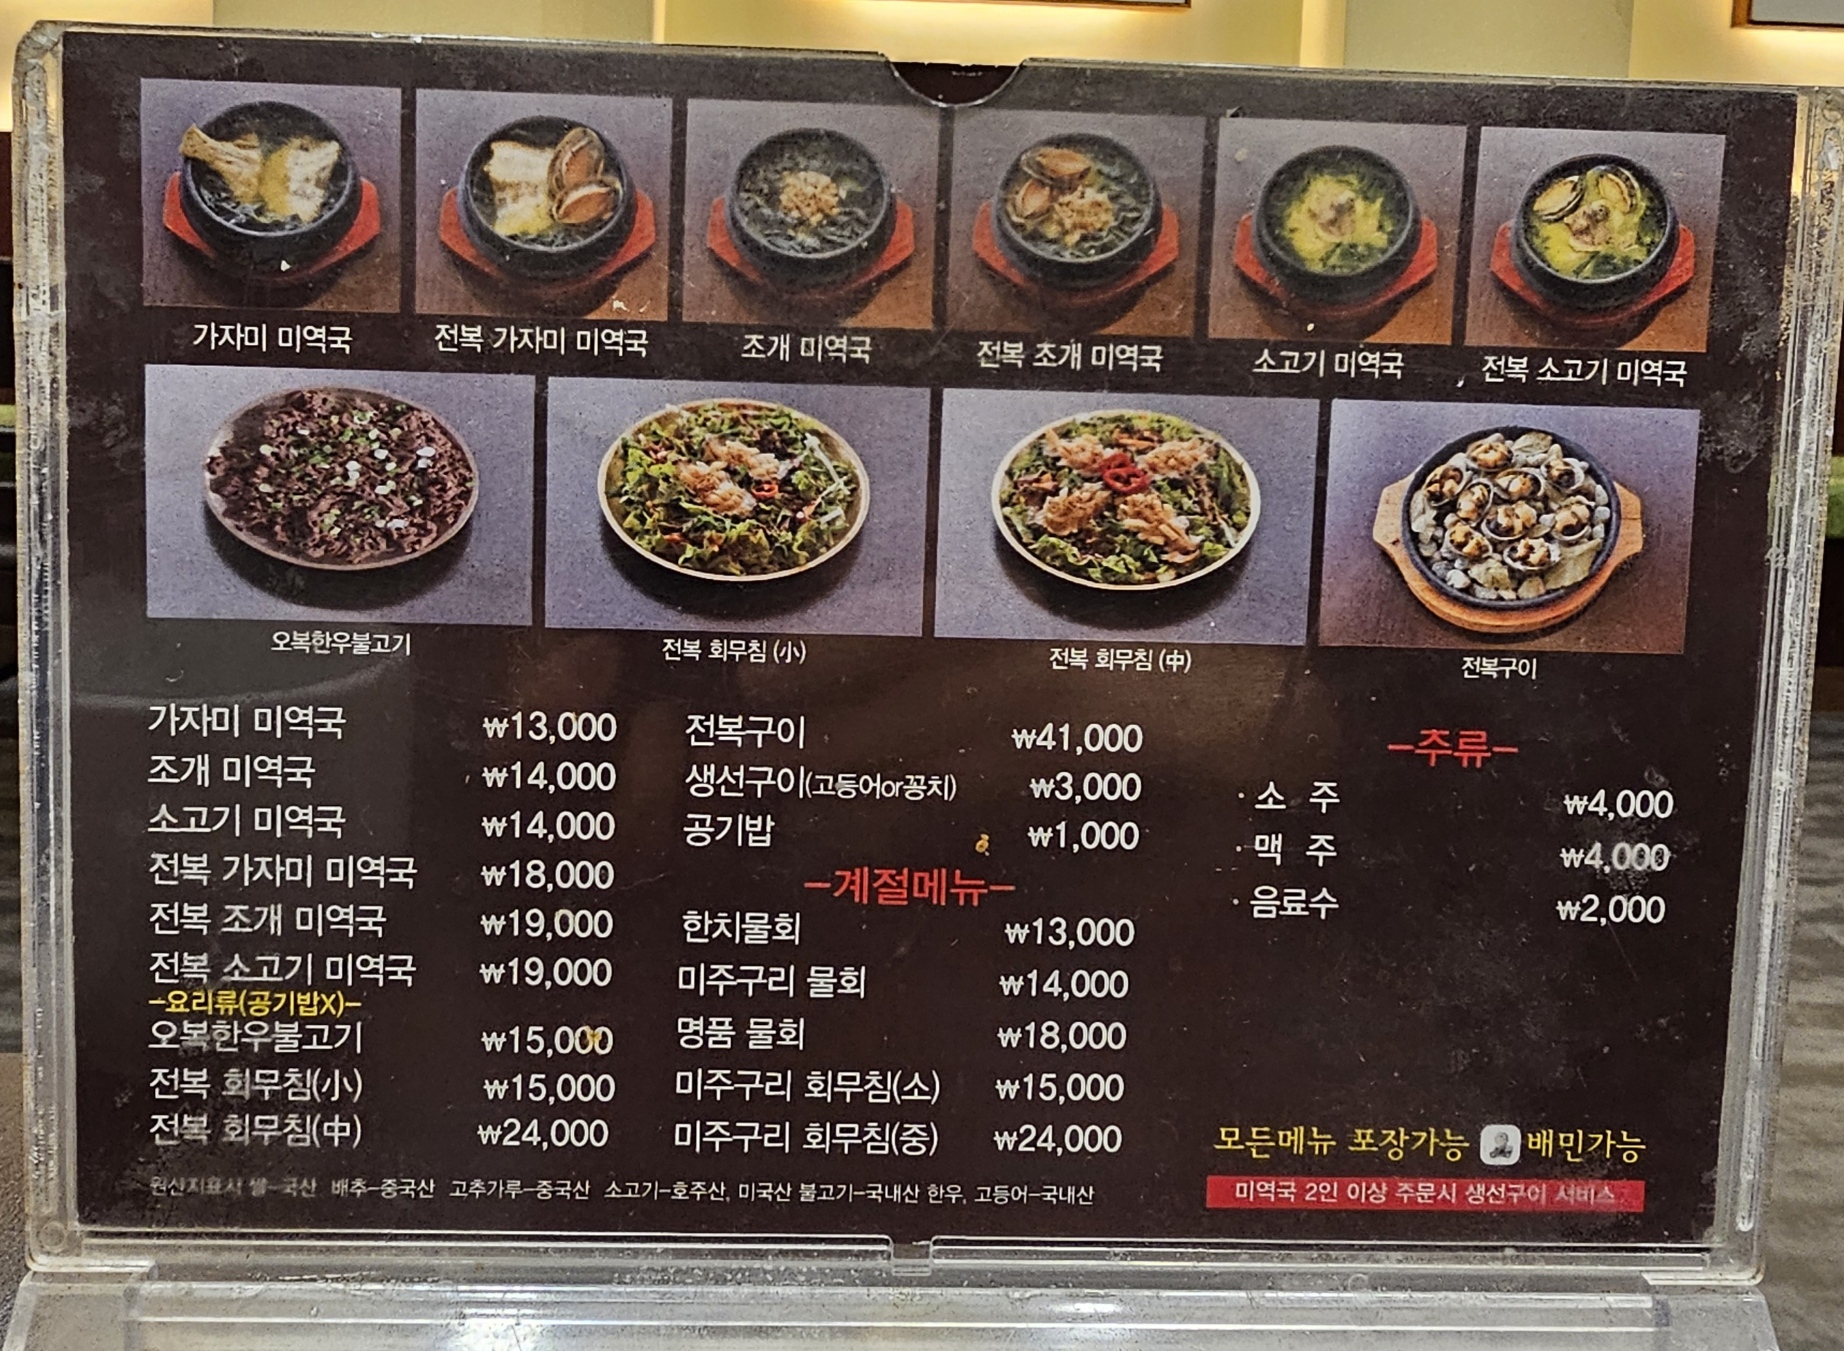 가자미 미역국
전복 가자미 미역국
조개 미역국
전복 조개 미역국
소고기 미역국
전복 소고기 미역국
오복한우불고기
전복 회무침 (小)
전복 회무침 (中)
전복구이
가자미 미역국 ₩13,000
조개 미역국 ₩14,000
소고기 미역국 ₩14,000
전복 가자미 미역국 ₩18,000
전복 조개 미역국 ₩19,000
전복 소고기 미역국 ₩19,000
-요리류(공기밥X)-
오복한우불고기 ₩15,000
전복 회무침(小) ₩15,000
전복 회무침(中) ₩24,000
전복구이 ₩41,000
생선구이(고등어or꽁치) ₩3,000
공기밥 ₩1,000
-계절메뉴-
한치물회 ₩13,000
미주구리 물회 ₩14,000
명품 물회 ₩18,000
미주구리 회무침(소) ₩15,000
미주구리 회무침(중) ₩24,000
-주류-
· 소 주 ₩4,000
· 맥 주 ₩4,000
· 음료수 ₩2,000
모든메뉴 포장가능 배민가능
미역국 2인 이상 주문시 생선구이 서비스
원산지표시 쌀-국산 배추-중국산 고추가루-중국산 소고기-호주산, 미국산 불고기-국내산 한우, 고등어-국내산